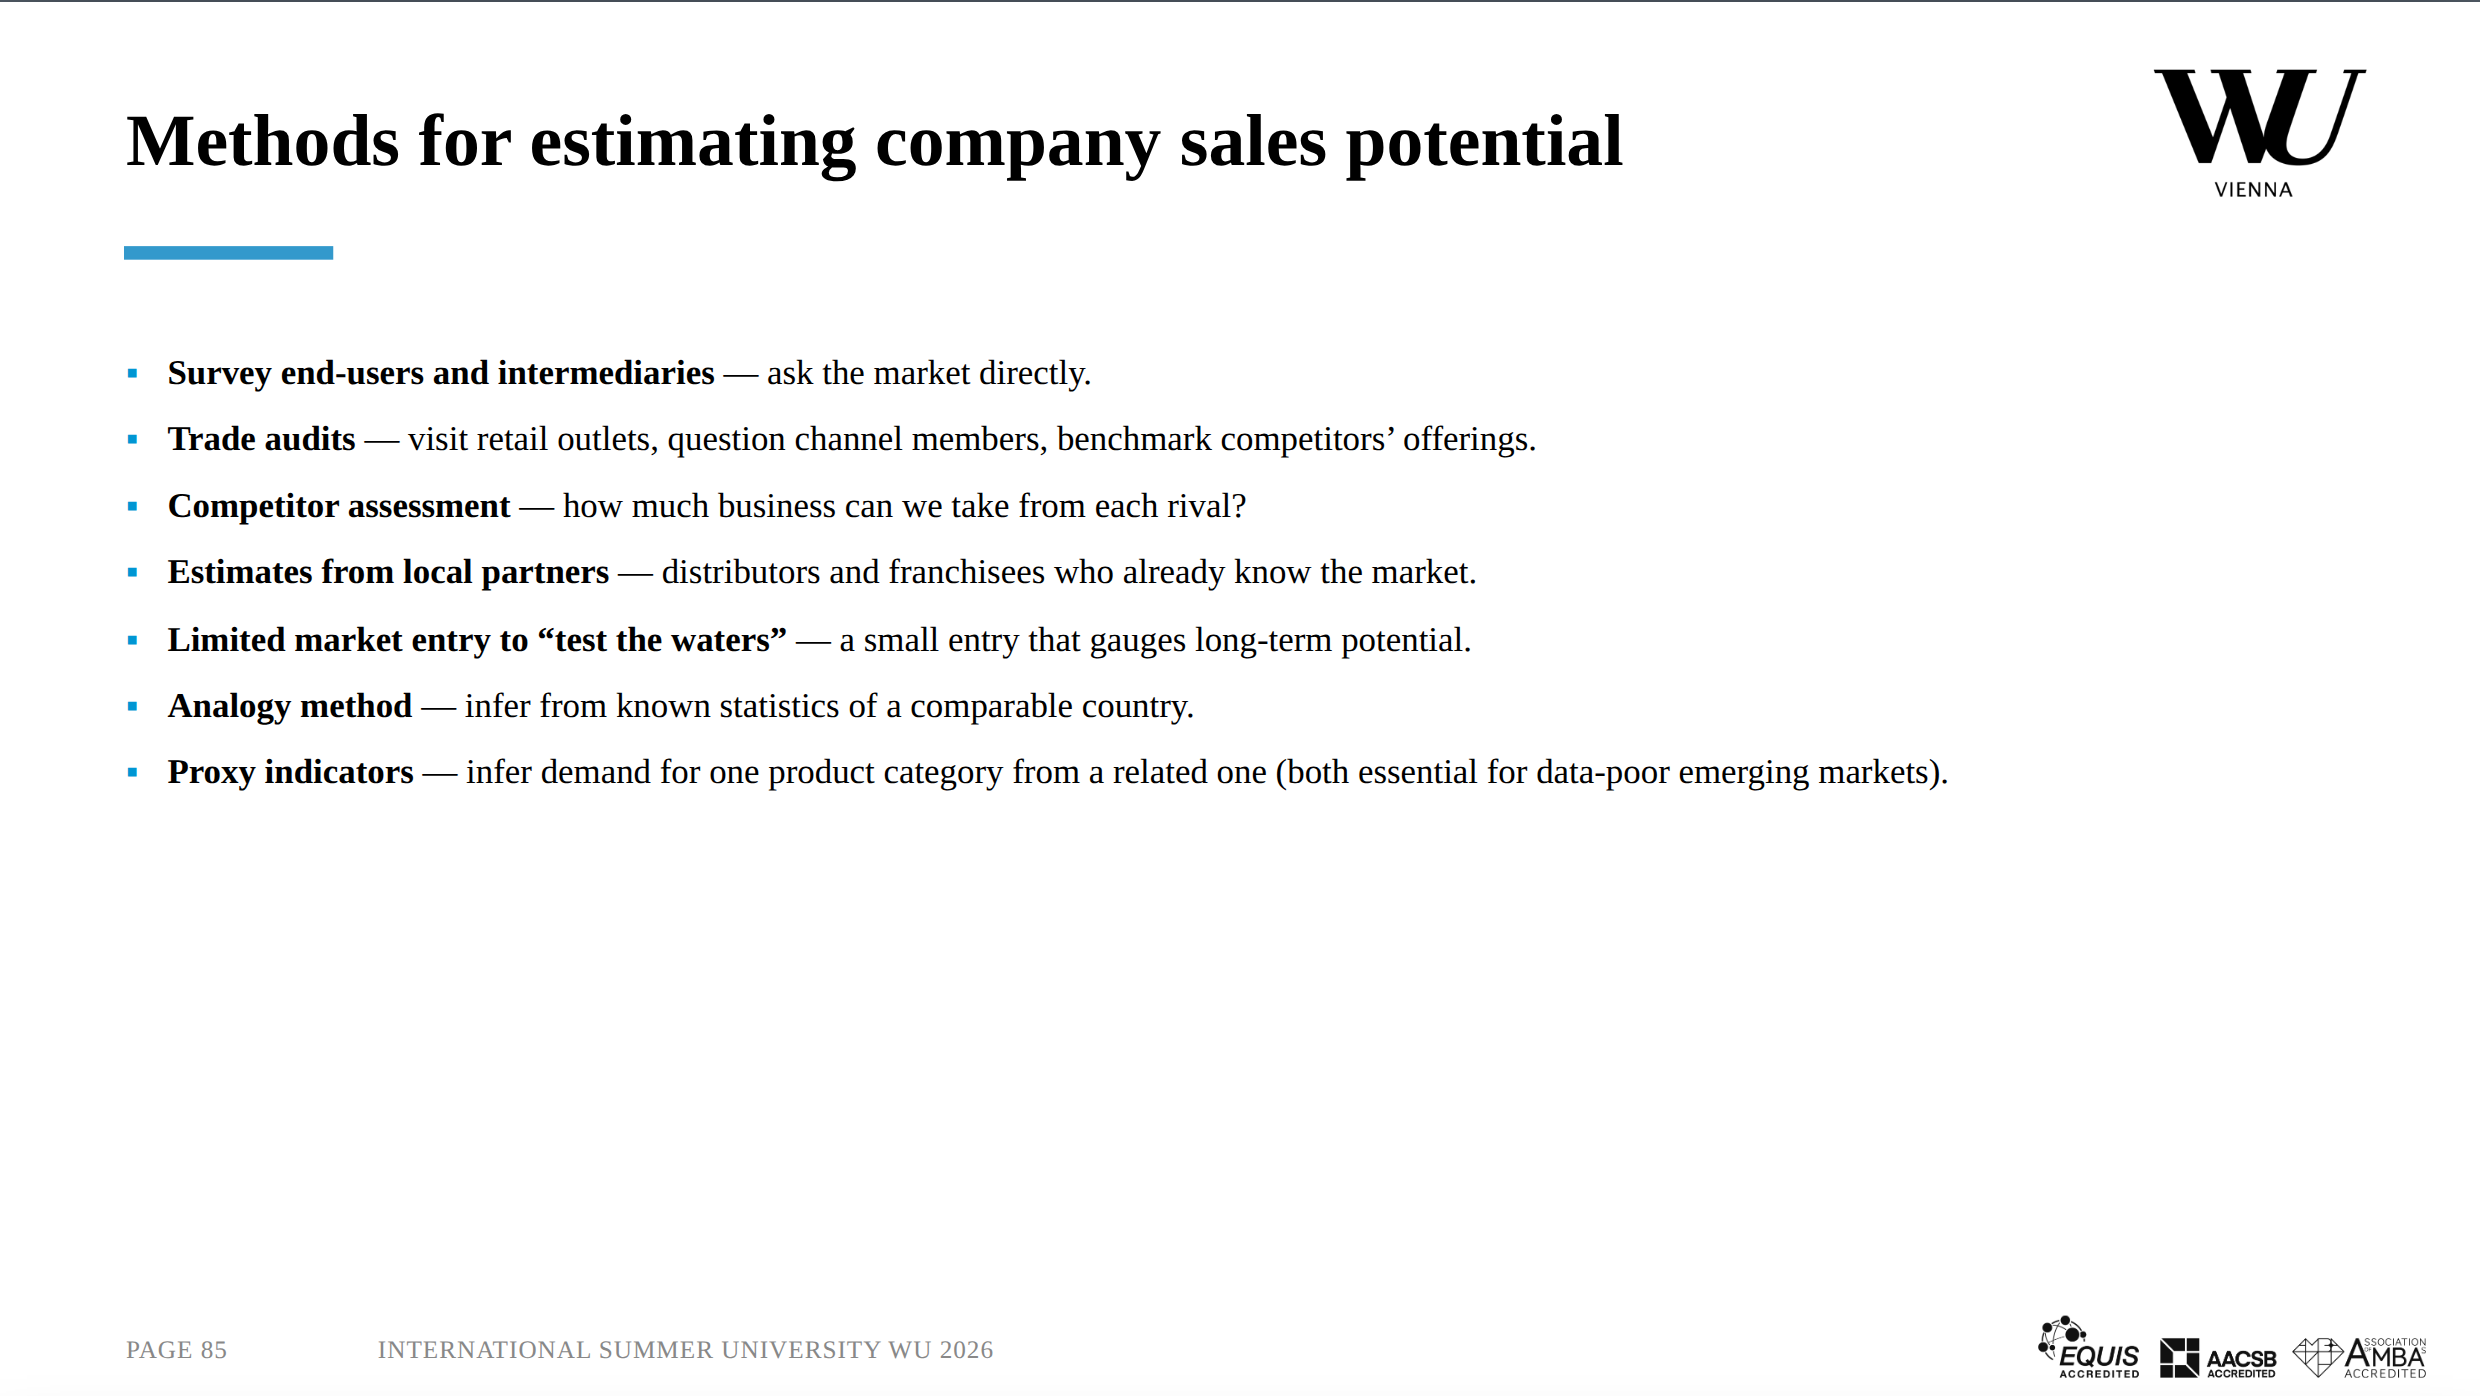 Methods for estimating company sales potential
WU
VIENNA
▪ Survey end-users and intermediaries — ask the market directly.
▪ Trade audits — visit retail outlets, question channel members, benchmark competitors’ offerings.
▪ Competitor assessment — how much business can we take from each rival?
▪ Estimates from local partners — distributors and franchisees who already know the market.
▪ Limited market entry to “test the waters” — a small entry that gauges long-term potential.
▪ Analogy method — infer from known statistics of a comparable country.
▪ Proxy indicators — infer demand for one product category from a related one (both essential for data-poor emerging markets).
PAGE 85 INTERNATIONAL SUMMER UNIVERSITY WU 2026
EQUIS
ACCREDITED
AACSB
ACCREDITED
ASSOCIATION
OF AMBAS
ACCREDITED